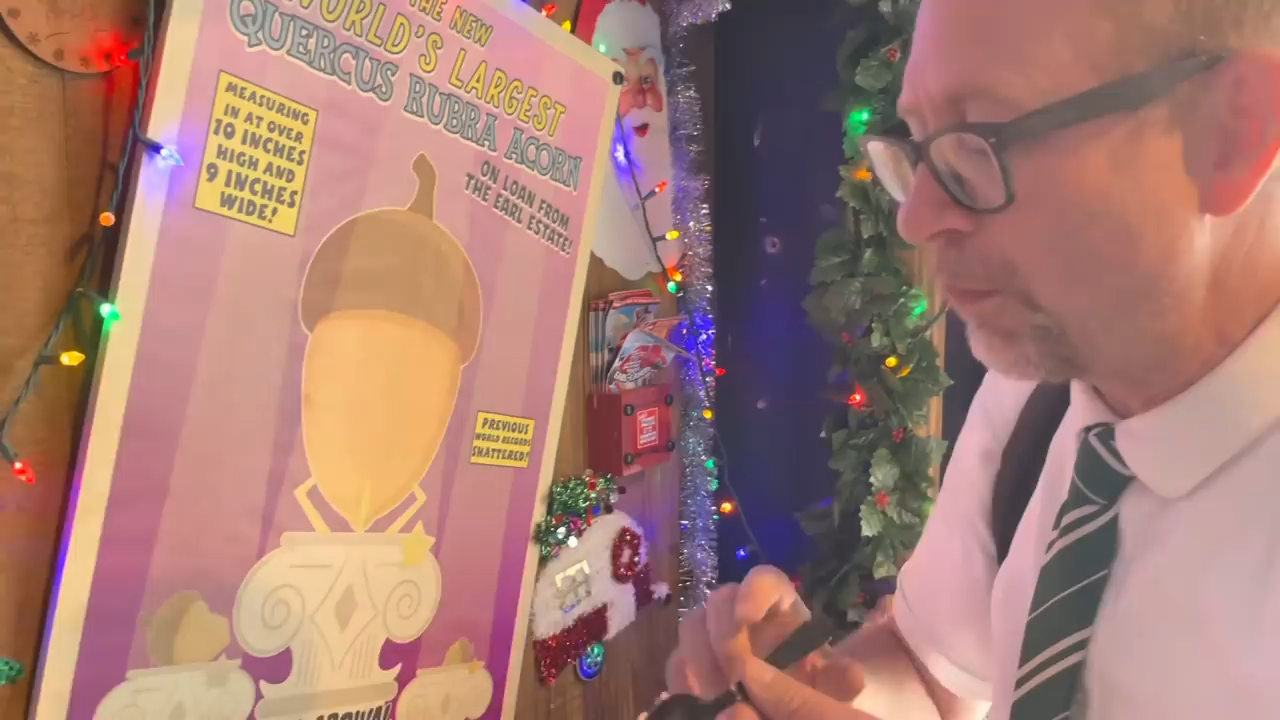 THE NEW
WORLD'S LARGEST
QUERCUS RUBRA ACORN
ON LOAN FROM
THE EARL ESTATE!
MEASURING
IN AT OVER
10 INCHES
HIGH AND
9 INCHES
WIDE!
PREVIOUS
WORLD RECORDS
SHATTERED!